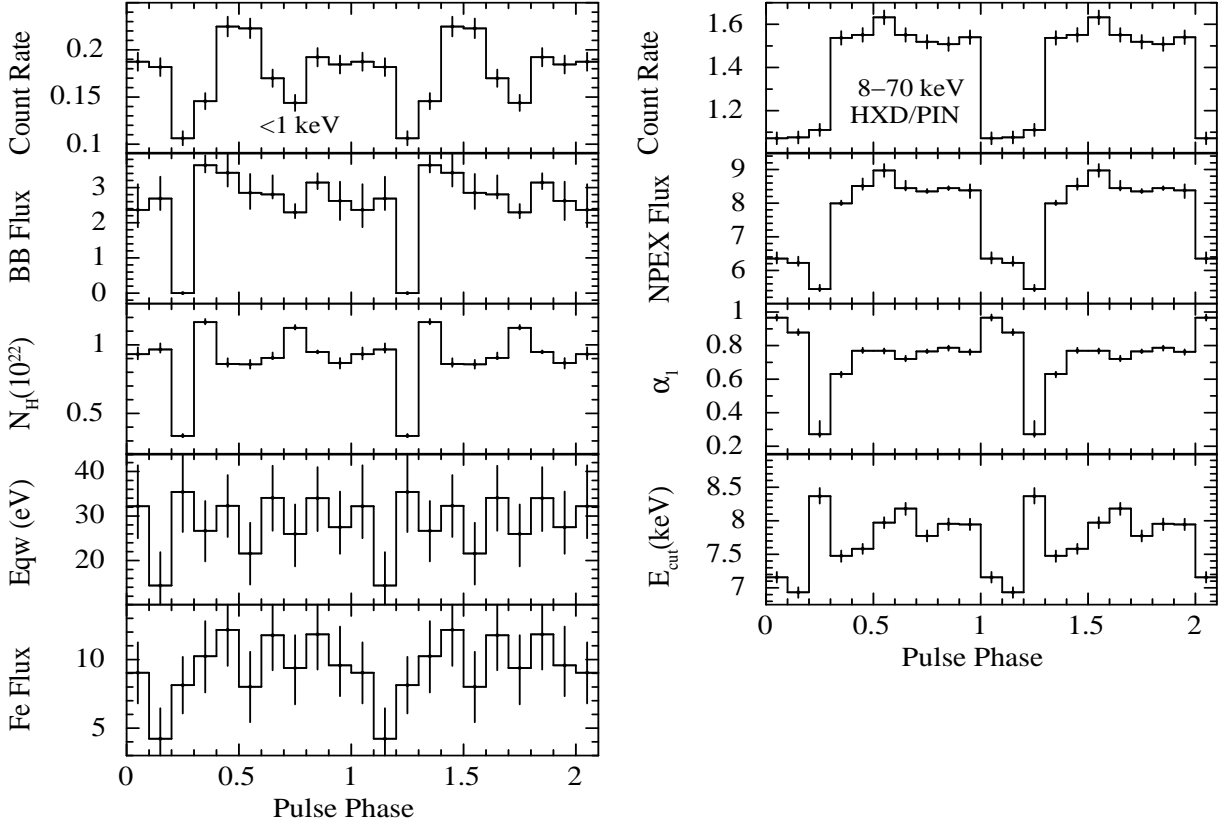 Count Rate
0.2
0.15
0.1
<1 keV
BB Flux
3
2
1
0
N_H(10^22)
1
0.5
Eqw (eV)
40
30
20
Fe Flux
10
5
0 0.5 1 1.5 2
Pulse Phase
Count Rate
1.6
1.4
1.2
8–70 keV
HXD/PIN
NPEX Flux
9
8
7
6
α_1
1
0.8
0.6
0.4
0.2
E_cut(keV)
8.5
8
7.5
7
0 0.5 1 1.5 2
Pulse Phase